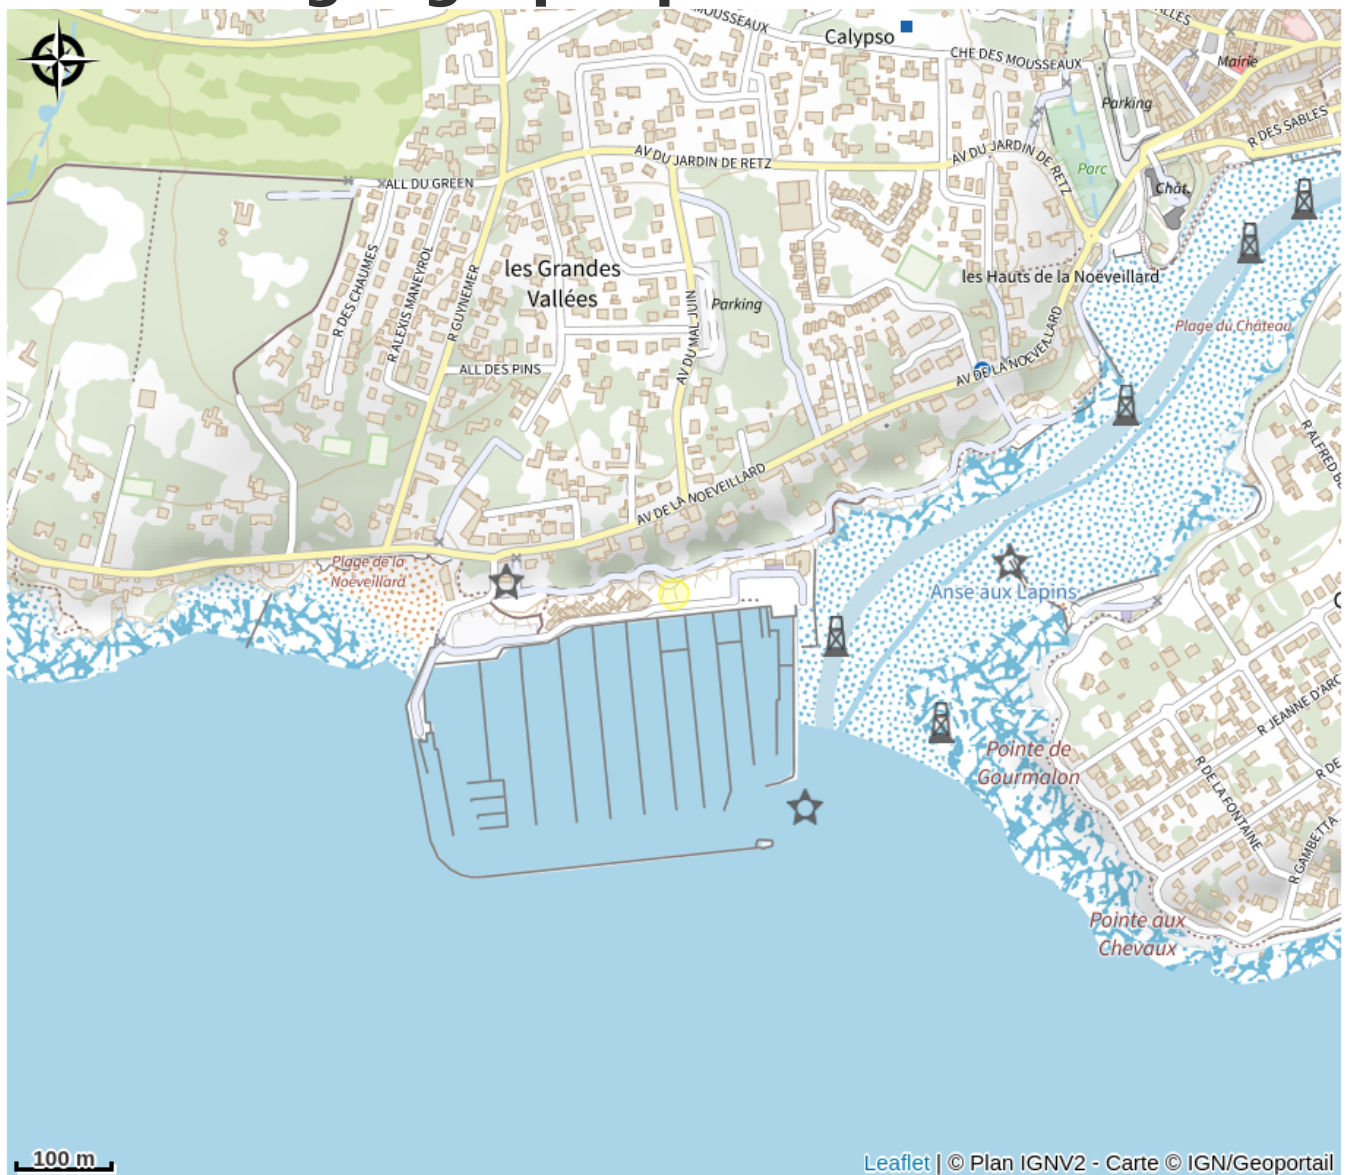 MOUSSEAUX
Calypso
CHE DES MOUSSEAUX
Mairie
Parking
R DES SABLES
AV DU JARDIN DE RETZ
AV DU JARDIN DE RETZ
Parc
ALL DU GREEN
Chât.
les Grandes
Vallées
les Hauts de la Noëveillard
R DES CHAUMES
R ALEXIS MANEYROL
R GUYNEMER
Parking
AV DU MAL JUIN
Plage du Château
ALL DES PINS
AV DE LA NOEVEILLARD
AV DE LA NOEVEILLARD
R ALFRED
Plage de la
Noëveillard
Anse aux Lapins
R JEANNE D'ARC
Pointe de
Gourmalon
R DE LA FONTAINE
R DE
R GAMBETTA
Pointe aux
Chevaux
100 m
Leaflet | © Plan IGNV2 - Carte © IGN/Geoportail